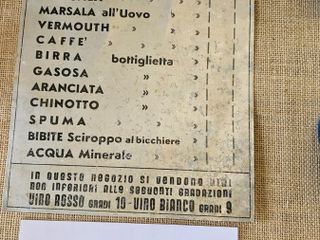 MARSALA all'Uovo » »
VERMOUTH » »
CAFFE' » »
BIRRA bottiglietta »
GASOSA » »
ARANCIATA » »
CHINOTTO » »
SPUMA » »
BIBITE Sciroppo al bicchiere »
ACQUA Minerale » »
In questo negozio si vendono vini
non inferiori alle seguenti gradazioni
VINO ROSSO GRADI 10 - VINO BIANCO GRADI 9